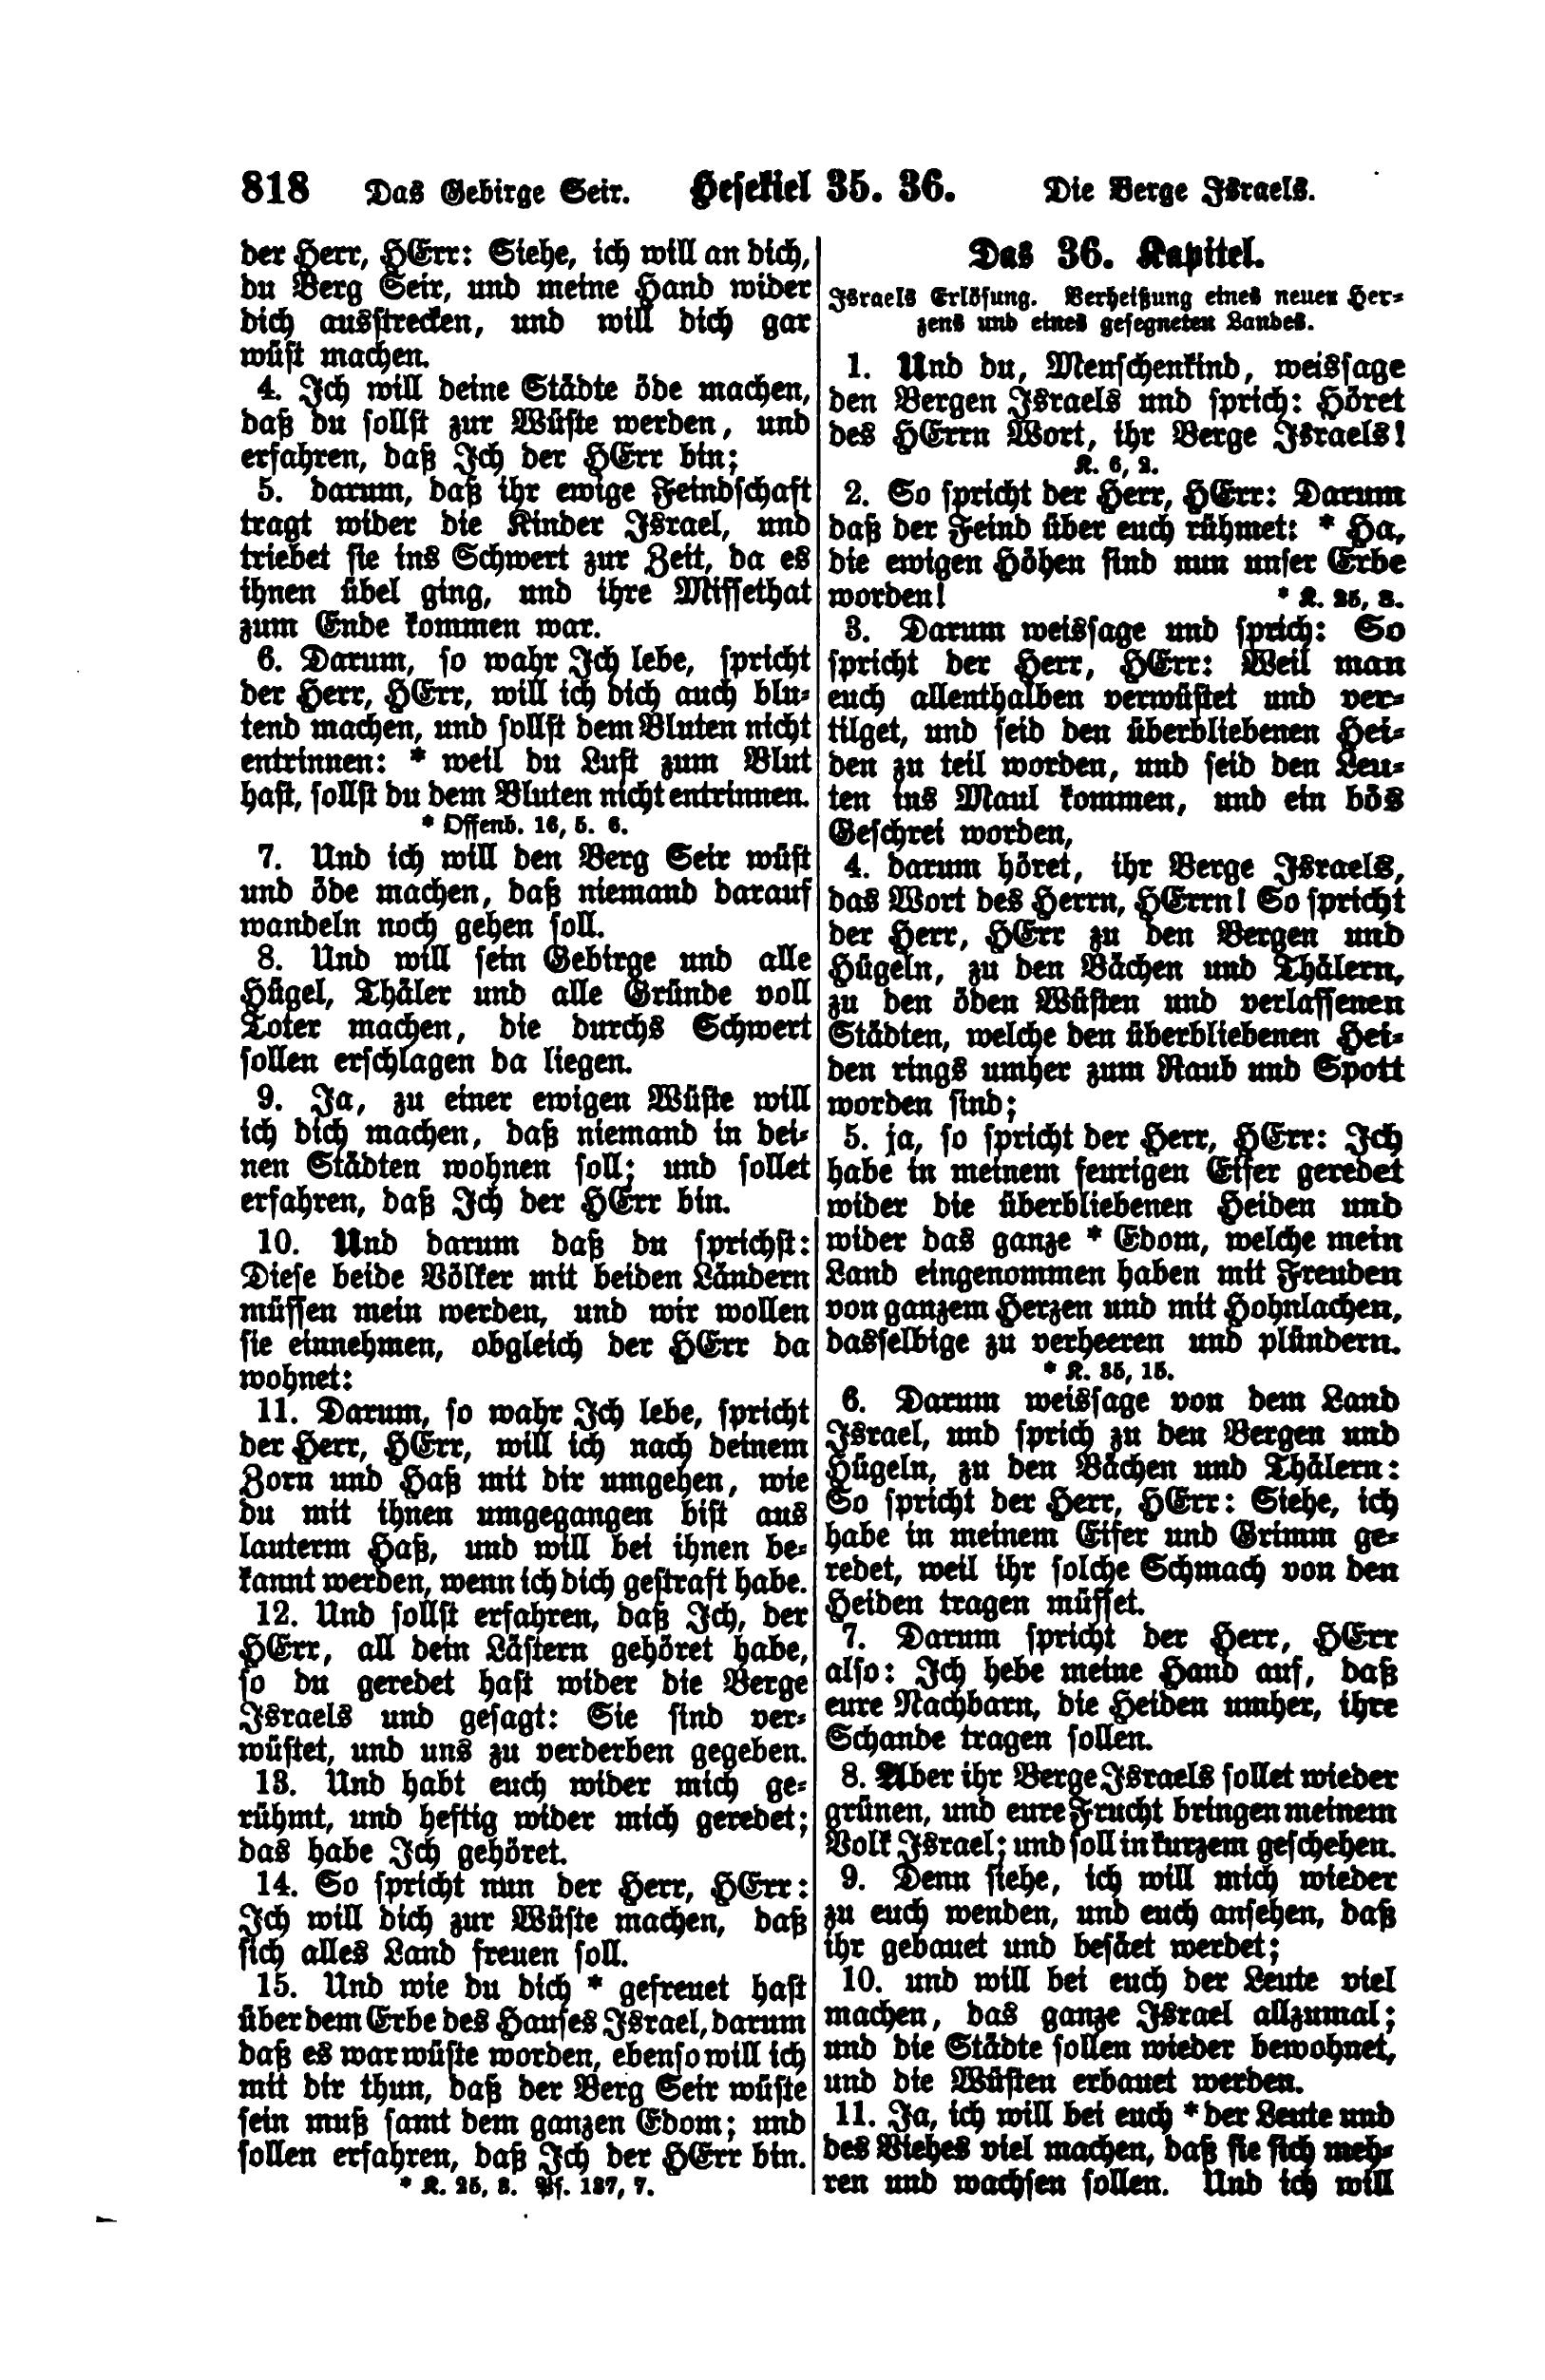 818 Das Gebirge Seir. Hesekiel 35. 36. Die Berge Israels.
der Herr, HErr: Siehe, ich will an dich,
du Berg Seir, und meine Hand wider
dich ausstrecken, und will dich gar
wüst machen.
4. Ich will deine Städte öde machen,
daß du sollst zur Wüste werden, und
erfahren, daß Ich der HErr bin;
5. darum, daß ihr ewige Feindschaft
tragt wider die Kinder Israel, und
triebet sie ins Schwert zur Zeit, da es
ihnen übel ging, und ihre Missethat
zum Ende kommen war.
6. Darum, so wahr Ich lebe, spricht
der Herr, HErr, will ich dich auch blu-
tend machen, und sollst dem Bluten nicht
entrinnen: * weil du Lust zum Blut
hast, sollst du dem Bluten nicht entrinnen.
* Offenb. 16, 5. 6.
7. Und ich will den Berg Seir wüst
und öde machen, daß niemand darauf
wandeln noch gehen soll.
8. Und will sein Gebirge und alle
Hügel, Thäler und alle Gründe voll
Toter machen, die durchs Schwert
sollen erschlagen da liegen.
9. Ja, zu einer ewigen Wüste will
ich dich machen, daß niemand in dei-
nen Städten wohnen soll; und sollet
erfahren, daß Ich der HErr bin.
10. Und darum daß du sprichst:
Diese beide Völker mit beiden Ländern
müssen mein werden, und wir wollen
sie einnehmen, obgleich der HErr da
wohnet:
11. Darum, so wahr Ich lebe, spricht
der Herr, HErr, will ich nach deinem
Zorn und Haß mit dir umgehen, wie
du mit ihnen umgegangen bist aus
lauterm Haß, und will bei ihnen be-
kannt werden, wenn ich dich gestraft habe.
12. Und sollst erfahren, daß Ich, der
HErr, all dein Lästern gehöret habe,
so du geredet hast wider die Berge
Israels und gesagt: Sie sind ver-
wüstet, und uns zu verderben gegeben.
13. Und habt euch wider mich ge-
rühmt, und heftig wider mich geredet;
das habe Ich gehöret.
14. So spricht nun der Herr, HErr:
Ich will dich zur Wüste machen, daß
sich alles Land freuen soll.
15. Und wie du dich * gefreuet hast
über dem Erbe des Hauses Israel, darum
daß es war wüste worden, ebenso will ich
mit dir thun, daß der Berg Seir wüste
sein muß samt dem ganzen Edom; und
sollen erfahren, daß Ich der HErr bin.
* K. 25, 8. Ps. 137, 7.
Das 36. Kapitel.
Israels Erlösung. Verheißung eines neuen Her-
zens und eines gesegneten Landes.
1. Und du, Menschenkind, weissage
den Bergen Israels und sprich: Höret
des HErrn Wort, ihr Berge Israels!
K. 6, 2.
2. So spricht der Herr, HErr: Darum
daß der Feind über euch rühmet: * Ha,
die ewigen Höhen sind nun unser Erbe
worden! * K. 25, 3.
3. Darum weissage und sprich: So
spricht der Herr, HErr: Weil man
euch allenthalben verwüstet und ver-
tilget, und seid den überbliebenen Hei-
den zu teil worden, und seid den Leu-
ten ins Maul kommen, und ein bös
Geschrei worden,
4. darum höret, ihr Berge Israels,
das Wort des Herrn, HErrn! So spricht
der Herr, HErr zu den Bergen und
Hügeln, zu den Bächen und Thälern,
zu den öden Wüsten und verlassenen
Städten, welche den überbliebenen Hei-
den rings umher zum Raub und Spott
worden sind;
5. ja, so spricht der Herr, HErr: Ich
habe in meinem feurigen Eifer geredet
wider die überbliebenen Heiden und
wider das ganze * Edom, welche mein
Land eingenommen haben mit Freuden
von ganzem Herzen und mit Hohnlachen,
dasselbige zu verheeren und plündern.
* K. 35, 15.
6. Darum weissage von dem Land
Israel, und sprich zu den Bergen und
Hügeln, zu den Bächen und Thälern:
So spricht der Herr, HErr: Siehe, ich
habe in meinem Eifer und Grimm ge-
redet, weil ihr solche Schmach von den
Heiden tragen müsset.
7. Darum spricht der Herr, HErr
also: Ich hebe meine Hand auf, daß
eure Nachbarn, die Heiden umher, ihre
Schande tragen sollen.
8. Aber ihr Berge Israels sollet wieder
grünen, und eure Frucht bringen meinem
Volk Israel; und soll in kurzem geschehen.
9. Denn siehe, ich will mich wieder
zu euch wenden, und euch ansehen, daß
ihr gebauet und besäet werdet;
10. und will bei euch der Leute viel
machen, das ganze Israel allzumal;
und die Städte sollen wieder bewohnet,
und die Wüsten erbauet werden.
11. Ja, ich will bei euch * der Leute und
des Viehes viel machen, daß sie sich meh-
ren und wachsen sollen. Und ich will